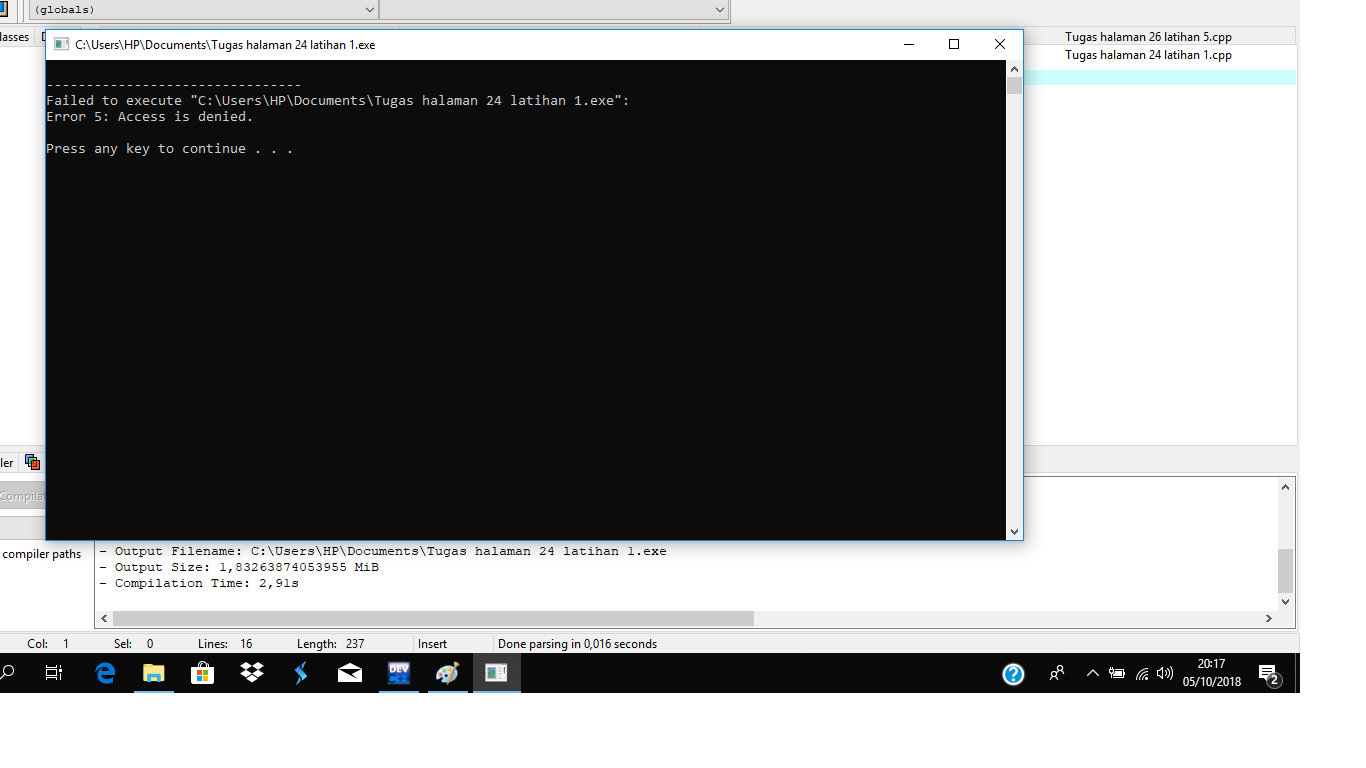 (globals)
lasses
C:\Users\HP\Documents\Tugas halaman 24 latihan 1.exe
Tugas halaman 26 latihan 5.cpp
Tugas halaman 24 latihan 1.cpp
--------------------------------
Failed to execute "C:\Users\HP\Documents\Tugas halaman 24 latihan 1.exe":
Error 5: Access is denied.
Press any key to continue . . .
ler
Compilat
compiler paths
- Output Filename: C:\Users\HP\Documents\Tugas halaman 24 latihan 1.exe
- Output Size: 1,83263874053955 MiB
- Compilation Time: 2,91s
Col: 1 Sel: 0 Lines: 16 Length: 237 Insert Done parsing in 0,016 seconds
DEV
20:17
05/10/2018
2